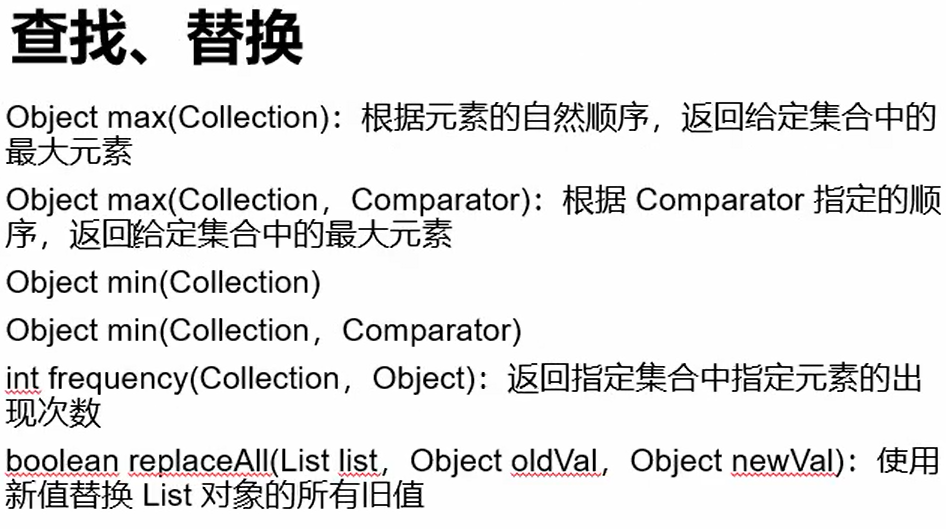 查找、替换
Object max(Collection)：根据元素的自然顺序，返回给定集合中的
最大元素
Object max(Collection，Comparator)：根据 Comparator 指定的顺
序，返回给定集合中的最大元素
Object min(Collection)
Object min(Collection，Comparator)
int frequency(Collection，Object)：返回指定集合中指定元素的出
现次数
boolean replaceAll(List list，Object oldVal，Object newVal)：使用
新值替换 List 对象的所有旧值